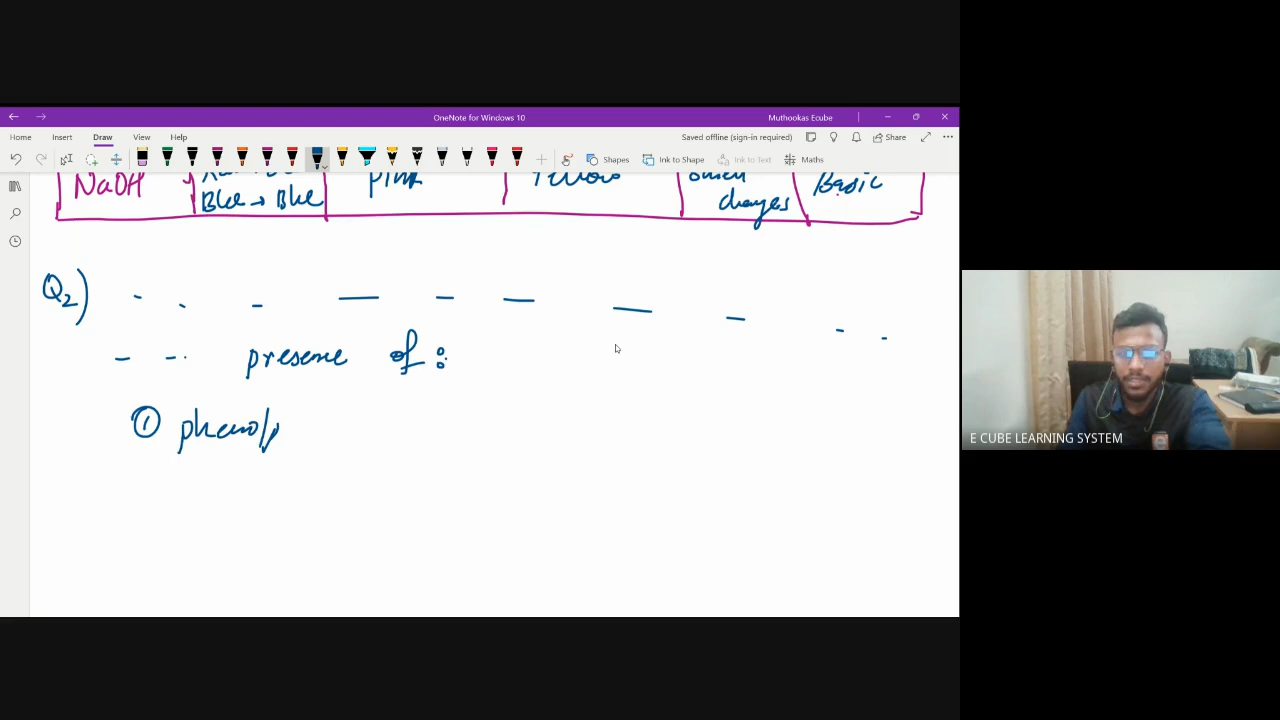 OneNote for Windows 10
Muthookas Ecube
Home Insert Draw View Help
Saved offline (sign-in required)
Share
Shapes
Ink to Shape
Ink to Text
Maths
NaOH
Blue → Blue
Pink
Yellow
changes
Basic
Q2)
presene of :
① phenolp
E CUBE LEARNING SYSTEM